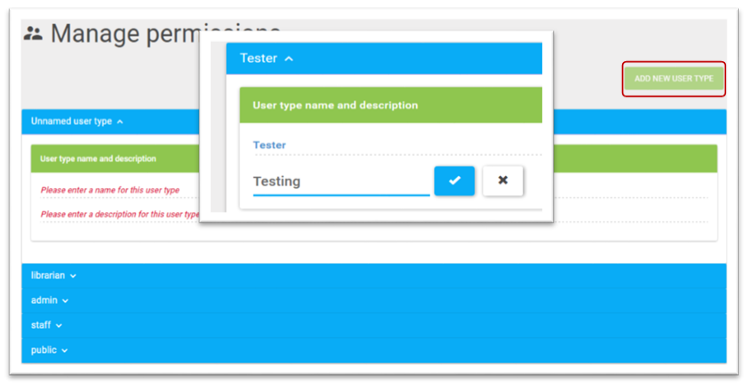 Manage permissions
ADD NEW USER TYPE
Unnamed user type
User type name and description
Please enter a name for this user type
Please enter a description for this user type
Tester
User type name and description
Tester
Testing
librarian
admin
staff
public